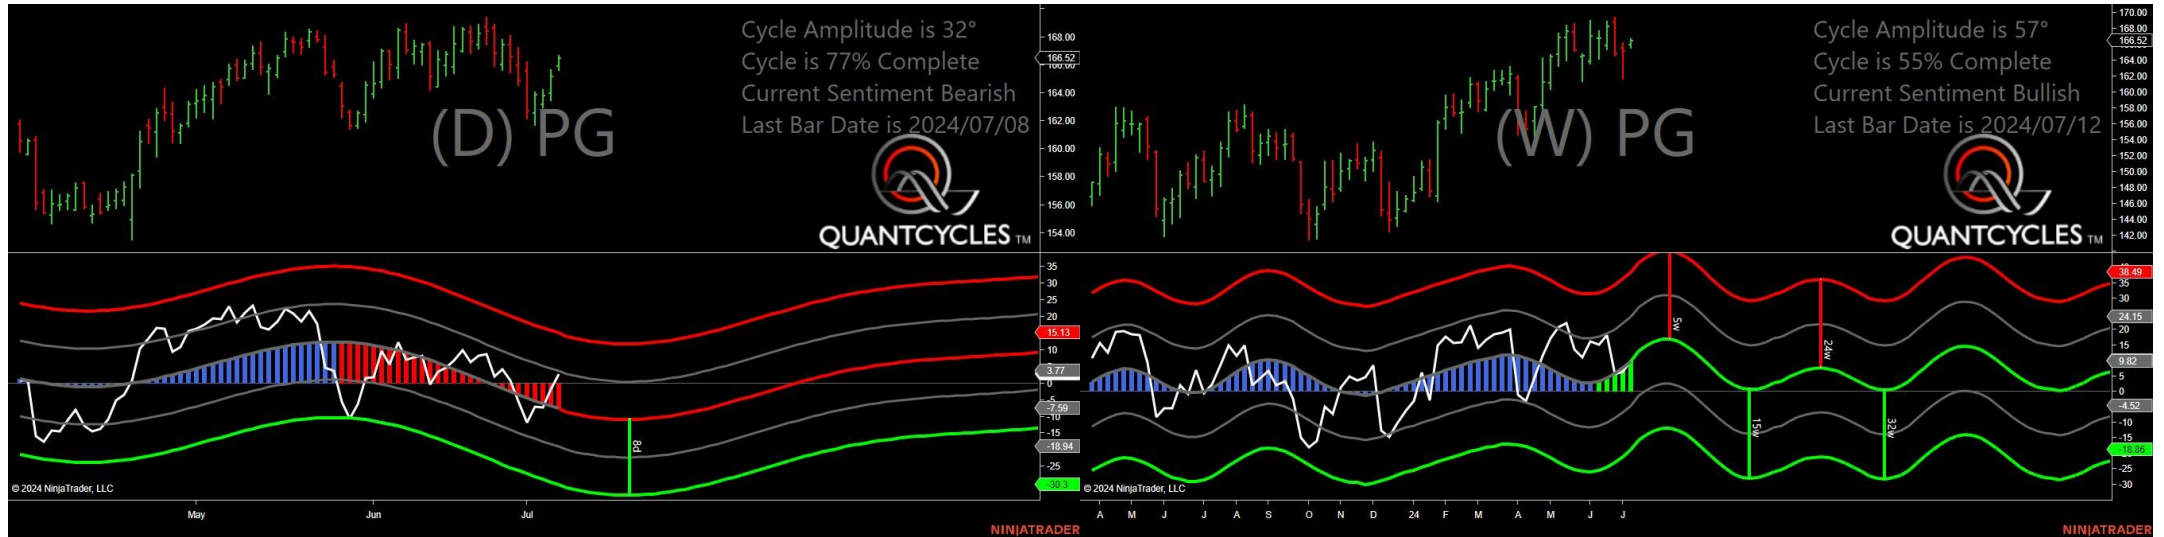 Cycle Amplitude is 32°
Cycle is 77% Complete
Current Sentiment Bearish
Last Bar Date is 2024/07/08
(D) PG
QUANTCYCLES TM
168.00
166.52
164.00
162.00
160.00
158.00
156.00
154.00
35
30
25
20
15.13
10
3.77
0
-7.59
-10
-15
-18.94
-25
-30.3
8d
© 2024 NinjaTrader, LLC
May Jun Jul
NINJATRADER
Cycle Amplitude is 57°
Cycle is 55% Complete
Current Sentiment Bullish
Last Bar Date is 2024/07/12
(W) PG
QUANTCYCLES TM
170.00
168.00
166.52
164.00
162.00
160.00
158.00
156.00
154.00
152.00
150.00
148.00
146.00
144.00
142.00
38.49
35
30
24.15
20
15
9.82
5
0
-4.52
-10
-15
-18.86
-25
-30
5w
24w
15w
32w
© 2024 NinjaTrader, LLC
A M J J A S O N D 24 F M A M J J
NINJATRADER